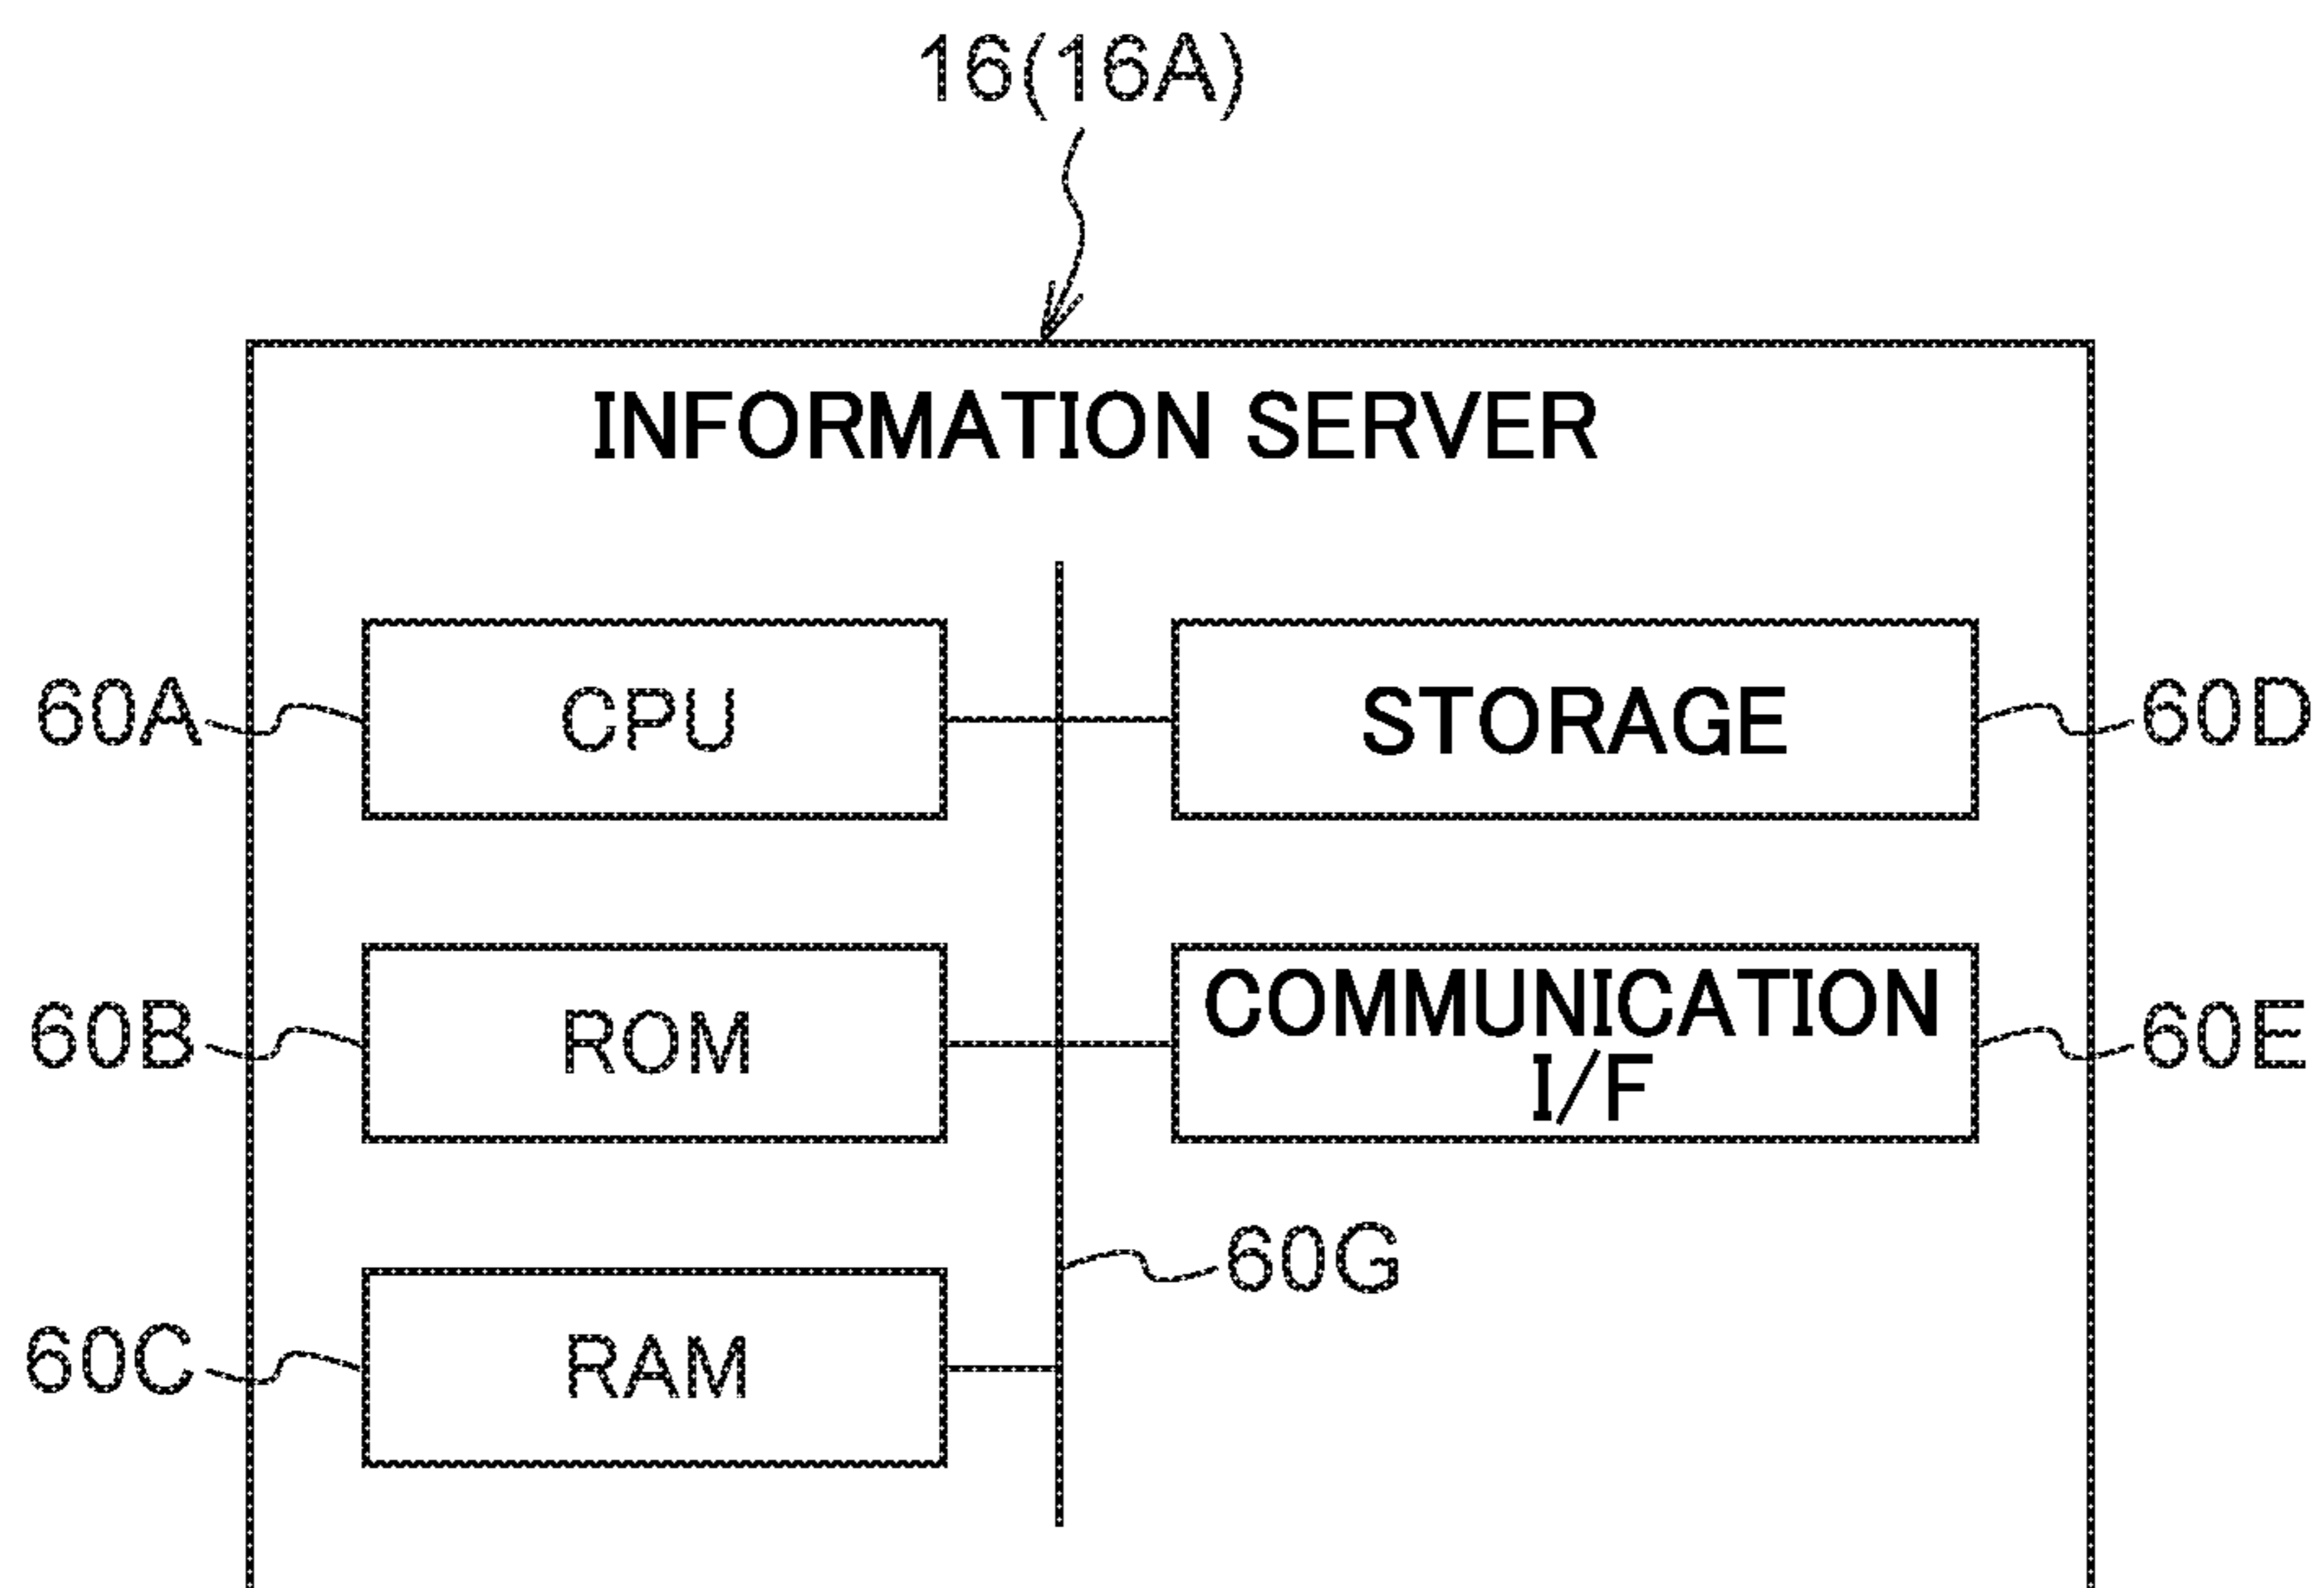 16(16A)
INFORMATION SERVER
60A
CPU
STORAGE
60D
60B
ROM
COMMUNICATION
I/F
60E
60G
60C
RAM